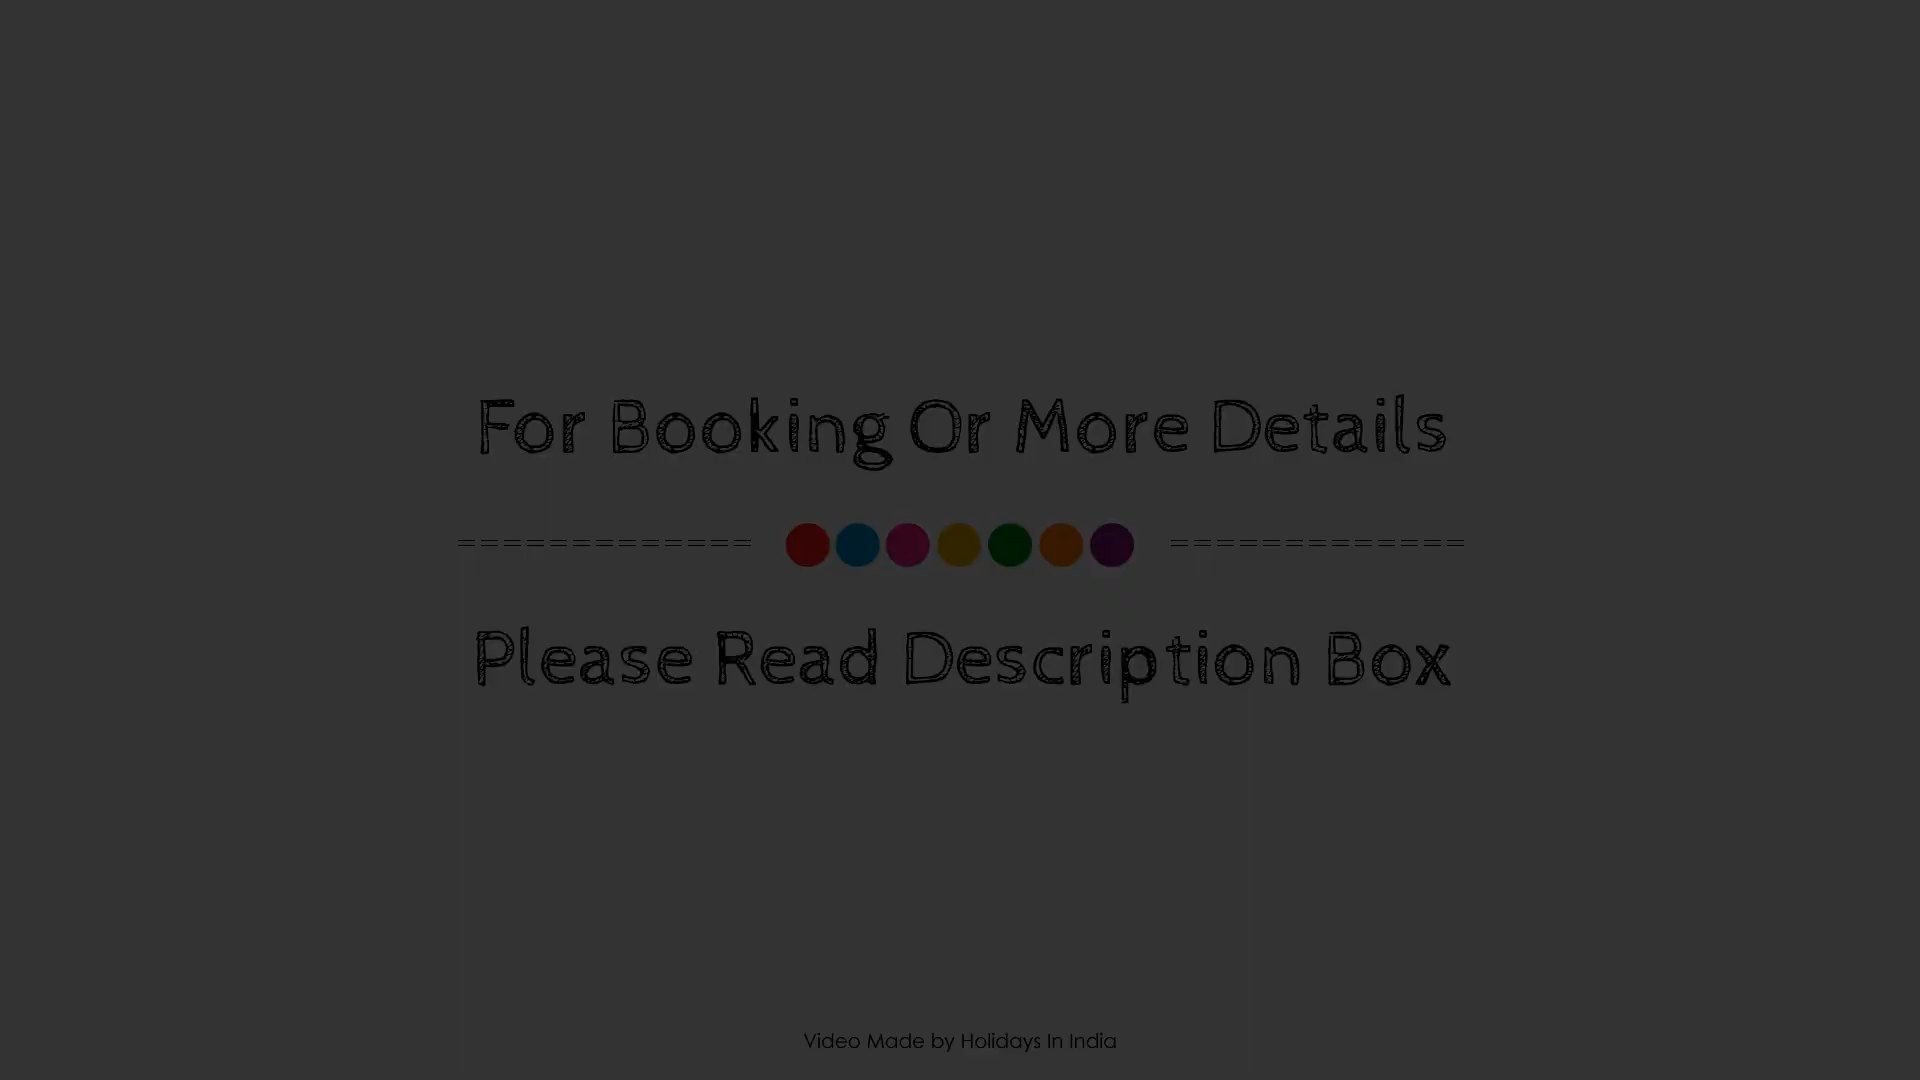 For Booking Or More Details
============= =============
Please Read Description Box
Video Made by Holidays In India